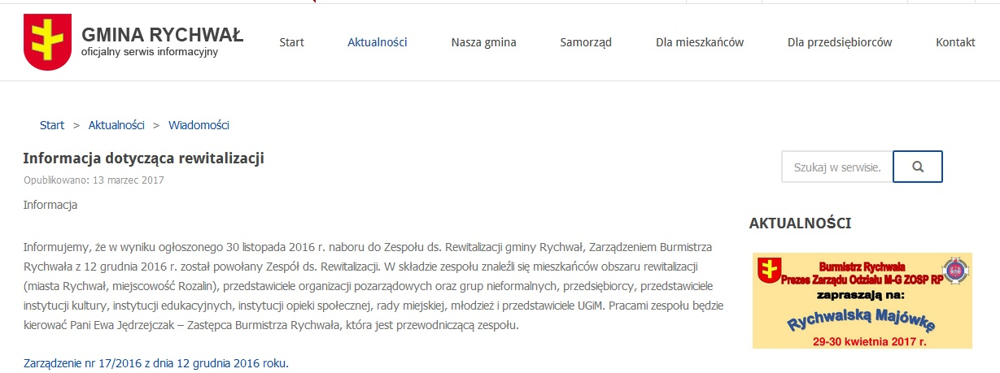 GMINA RYCHWAŁ
oficjalny serwis informacyjny
Start Aktualności Nasza gmina Samorząd Dla mieszkańców Dla przedsiębiorców Kontakt
Start > Aktualności > Wiadomości
Informacja dotycząca rewitalizacji
Opublikowano: 13 marzec 2017
Informacja
Informujemy, że w wyniku ogłoszonego 30 listopada 2016 r. naboru do Zespołu ds. Rewitalizacji gminy Rychwał, Zarządzeniem Burmistrza
Rychwała z 12 grudnia 2016 r. został powołany Zespół ds. Rewitalizacji. W składzie zespołu znaleźli się mieszkańców obszaru rewitalizacji
(miasta Rychwał, miejscowość Rozalin), przedstawiciele organizacji pozarządowych oraz grup nieformalnych, przedsiębiorcy, przedstawiciele
instytucji kultury, instytucji edukacyjnych, instytucji opieki społecznej, rady miejskiej, młodzież i przedstawiciele UGiM. Pracami zespołu będzie
kierować Pani Ewa Jędrzejczak – Zastępca Burmistrza Rychwała, która jest przewodniczącą zespołu.
Zarządzenie nr 17/2016 z dnia 12 grudnia 2016 roku.
Szukaj w serwisie.
AKTUALNOŚCI
Burmistrz Rychwała
Prezes Zarządu Odziału M-G ZOSP RP
zapraszają na:
Rychwalską Majówkę
29-30 kwietnia 2017 r.